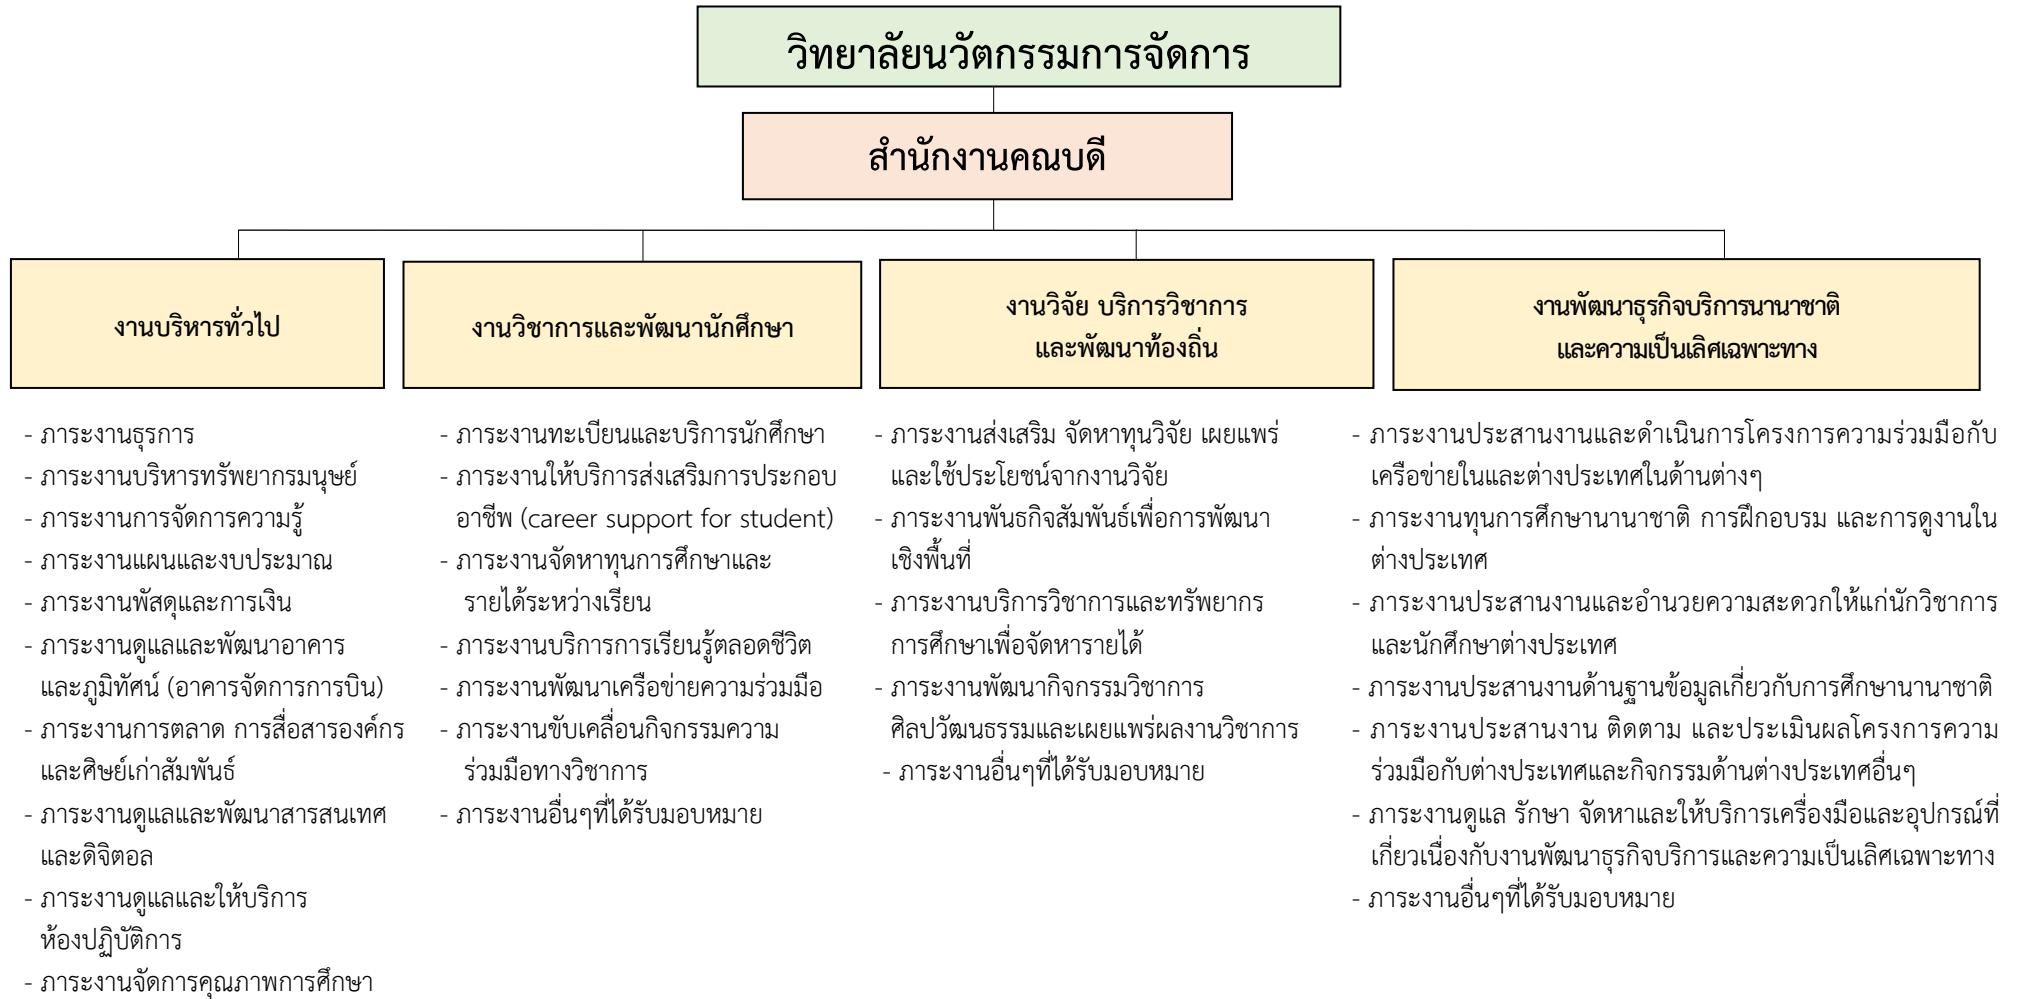 วิทยาลัยนวัตกรรมการจัดการ
สำนักงานคณบดี
งานบริหารทั่วไป
- ภาระงานธุรการ
- ภาระงานบริหารทรัพยากรมนุษย์
- ภาระงานการจัดการความรู้
- ภาระงานแผนและงบประมาณ
- ภาระงานพัสดุและการเงิน
- ภาระงานดูแลและพัฒนาอาคาร
และภูมิทัศน์ (อาคารจัดการการบิน)
- ภาระงานการตลาด การสื่อสารองค์กร
และศิษย์เก่าสัมพันธ์
- ภาระงานดูแลและพัฒนาสารสนเทศ
และดิจิตอล
- ภาระงานดูแลและให้บริการ
ห้องปฏิบัติการ
- ภาระงานจัดการคุณภาพการศึกษา
งานวิชาการและพัฒนานักศึกษา
- ภาระงานทะเบียนและบริการนักศึกษา
- ภาระงานให้บริการส่งเสริมการประกอบ
อาชีพ (career support for student)
- ภาระงานจัดหาทุนการศึกษาและ
รายได้ระหว่างเรียน
- ภาระงานบริการการเรียนรู้ตลอดชีวิต
- ภาระงานพัฒนาเครือข่ายความร่วมมือ
- ภาระงานขับเคลื่อนกิจกรรมความ
ร่วมมือทางวิชาการ
- ภาระงานอื่นๆที่ได้รับมอบหมาย
งานวิจัย บริการวิชาการ
และพัฒนาท้องถิ่น
- ภาระงานส่งเสริม จัดหาทุนวิจัย เผยแพร่
และใช้ประโยชน์จากงานวิจัย
- ภาระงานพันธกิจสัมพันธ์เพื่อการพัฒนา
เชิงพื้นที่
- ภาระงานบริการวิชาการและทรัพยากร
การศึกษาเพื่อจัดหารายได้
- ภาระงานพัฒนากิจกรรมวิชาการ
ศิลปวัฒนธรรมและเผยแพร่ผลงานวิชาการ
- ภาระงานอื่นๆที่ได้รับมอบหมาย
งานพัฒนาธุรกิจบริการนานาชาติ
และความเป็นเลิศเฉพาะทาง
- ภาระงานประสานงานและดำเนินการโครงการความร่วมมือกับ
เครือข่ายในและต่างประเทศในด้านต่างๆ
- ภาระงานทุนการศึกษานานาชาติ การฝึกอบรม และการดูงานใน
ต่างประเทศ
- ภาระงานประสานงานและอำนวยความสะดวกให้แก่นักวิชาการ
และนักศึกษาต่างประเทศ
- ภาระงานประสานงานด้านฐานข้อมูลเกี่ยวกับการศึกษานานาชาติ
- ภาระงานประสานงาน ติดตาม และประเมินผลโครงการความ
ร่วมมือกับต่างประเทศและกิจกรรมด้านต่างประเทศอื่นๆ
- ภาระงานดูแล รักษา จัดหาและให้บริการเครื่องมือและอุปกรณ์ที่
เกี่ยวเนื่องกับงานพัฒนาธุรกิจบริการและความเป็นเลิศเฉพาะทาง
- ภาระงานอื่นๆที่ได้รับมอบหมาย